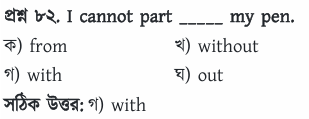 প্রশ্ন ৮২. I cannot part _____ my pen.
ক) from খ) without
গ) with ঘ) out
সঠিক উত্তর: গ) with